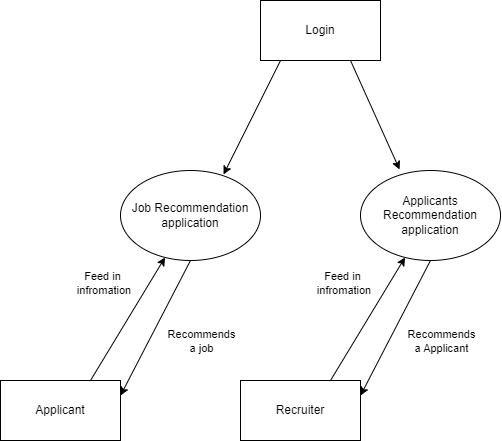 Login
Job Recommendation
application
Applicants
Recommendation
application
Feed in
infromation
Recommends
a job
Feed in
infromation
Recommends
a Applicant
Applicant
Recruiter